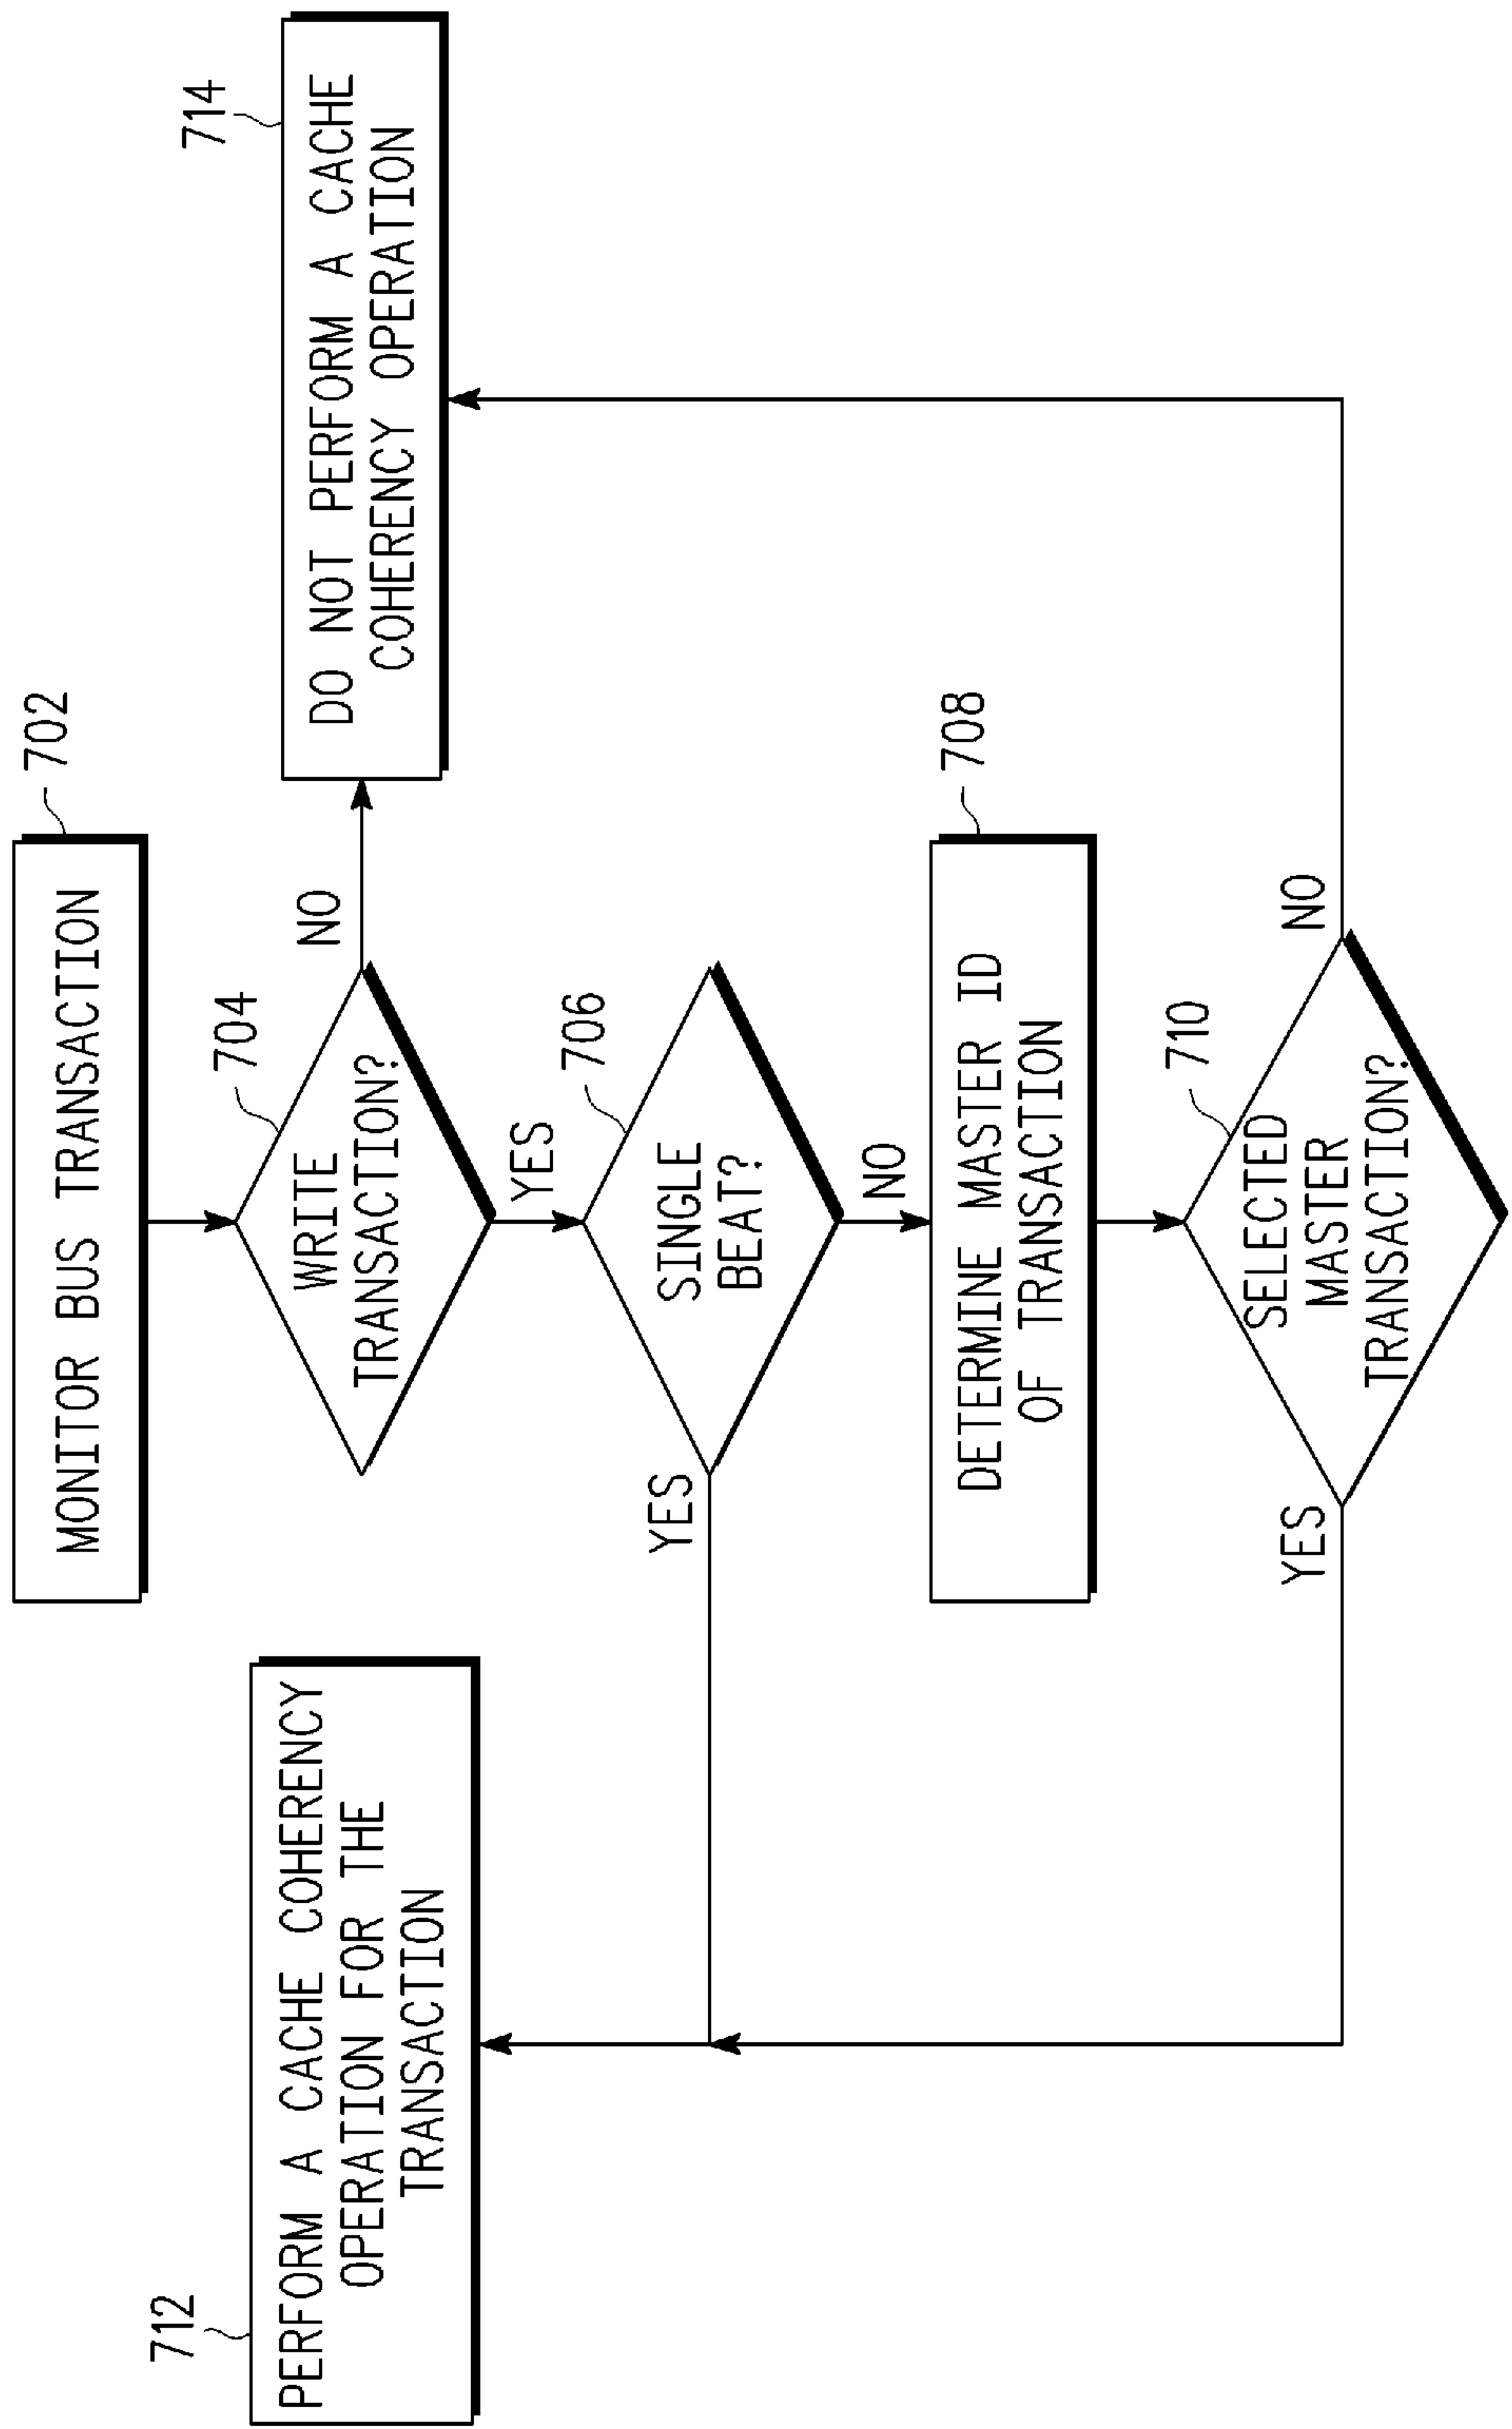 MONITOR BUS TRANSACTION
702
704
WRITE
TRANSACTION?
NO
YES
714
DO NOT PERFORM A CACHE
COHERENCY OPERATION
712
PERFORM A CACHE COHERENCY
OPERATION FOR THE
TRANSACTION
706
SINGLE
BEAT?
YES
NO
708
DETERMINE MASTER ID
OF TRANSACTION
710
SELECTED
MASTER
TRANSACTION?
YES
NO